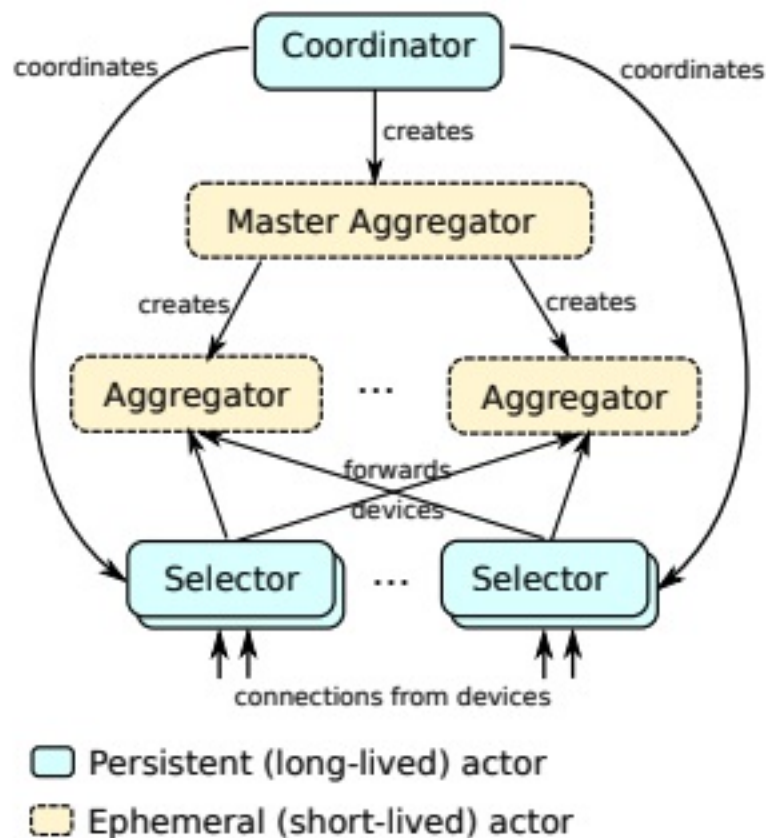 Coordinator
coordinates
coordinates
creates
Master Aggregator
creates
creates
Aggregator
...
Aggregator
forwards
devices
Selector
...
Selector
connections from devices
Persistent (long-lived) actor
Ephemeral (short-lived) actor